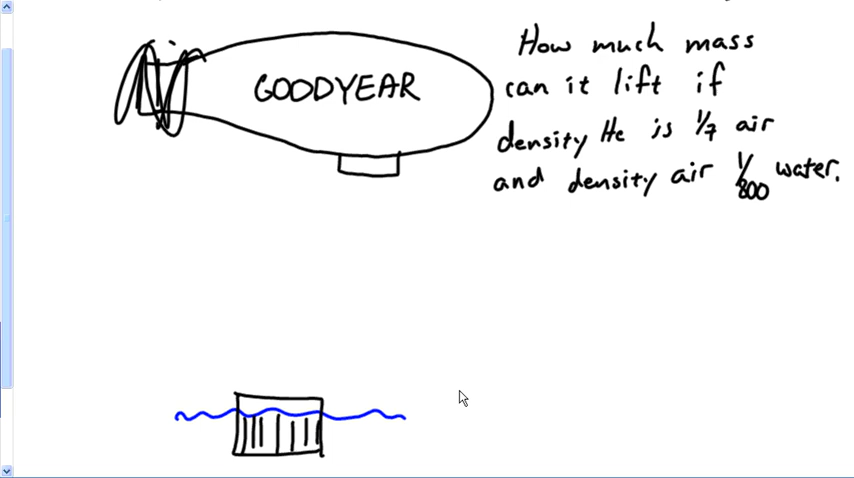 GOODYEAR
How much mass
can it lift if
density He is 1/7 air
and density air 1/800 water.